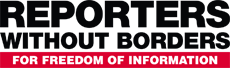 REPORTERS
WITHOUT BORDERS
FOR FREEDOM OF INFORMATION